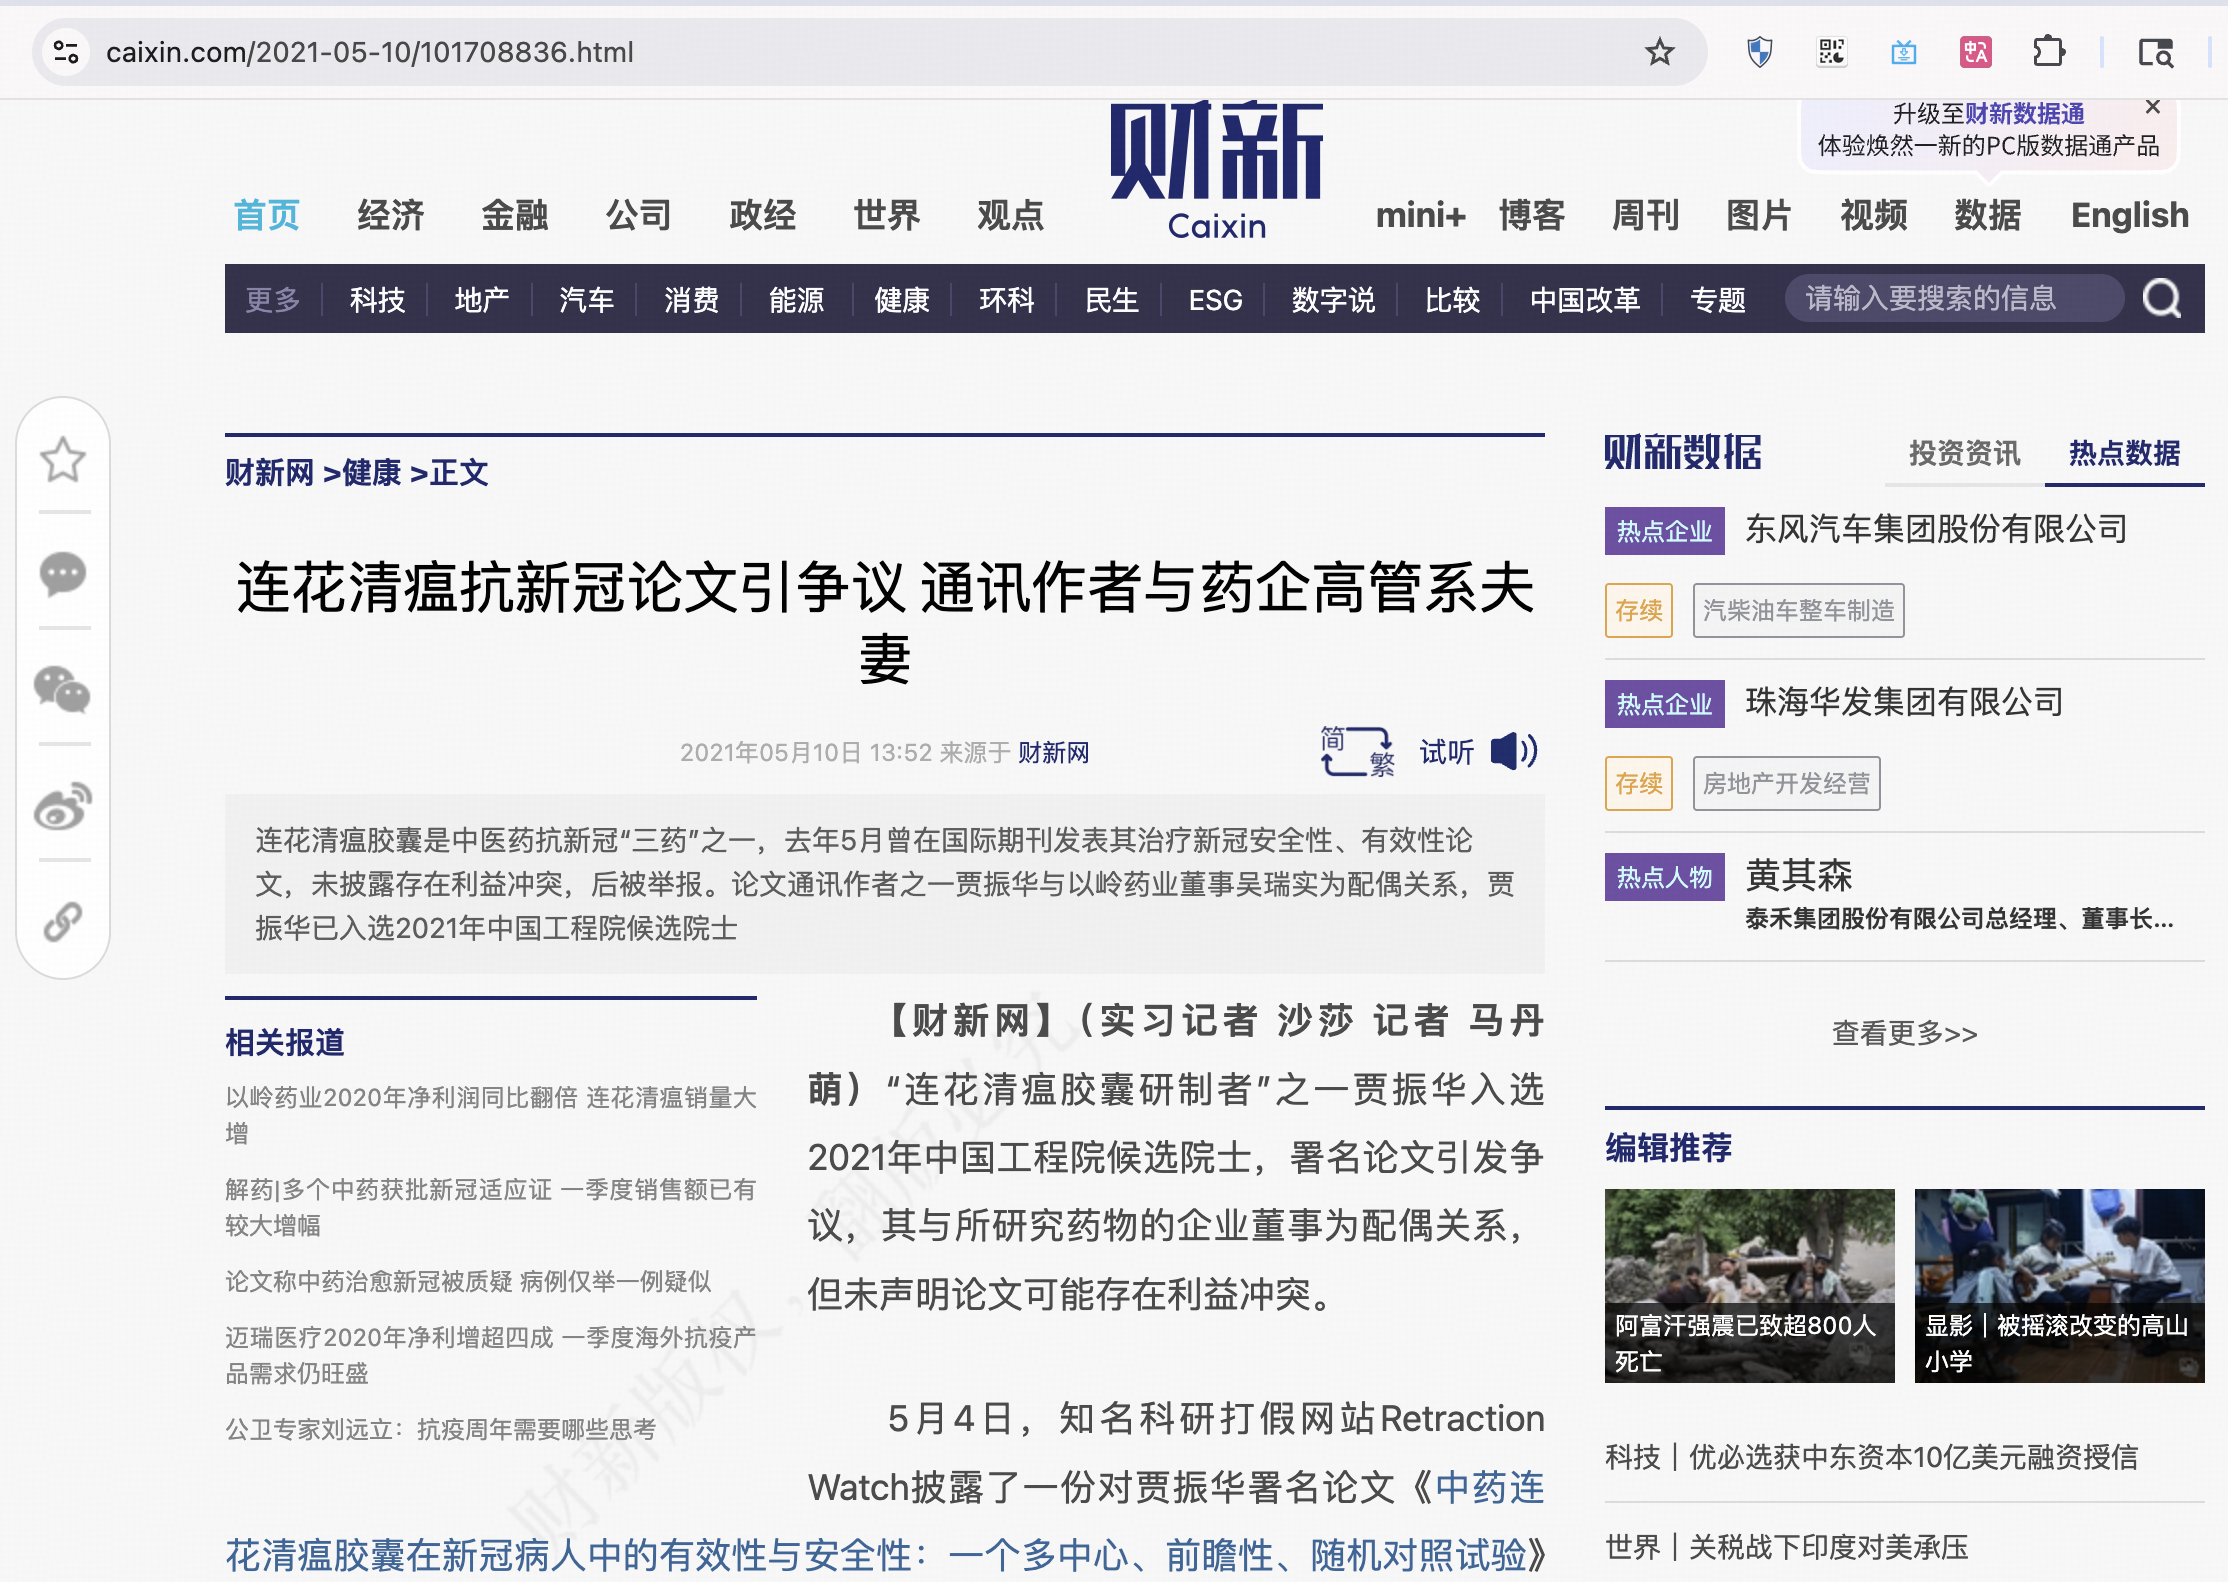 caixin.com/2021-05-10/101708836.html
升级至财新数据通
体验焕然一新的PC版数据通产品
财新
Caixin
首页 经济 金融 公司 政经 世界 观点 mini+ 博客 周刊 图片 视频 数据 English
更多 科技 地产 汽车 消费 能源 健康 环科 民生 ESG 数字说 比较 中国改革 专题 请输入要搜索的信息
财新网 >健康 >正文
连花清瘟抗新冠论文引争议 通讯作者与药企高管系夫
妻
2021年05月10日 13:52 来源于 财新网
简 繁 试听
连花清瘟胶囊是中医药抗新冠“三药”之一，去年5月曾在国际期刊发表其治疗新冠安全性、有效性论
文，未披露存在利益冲突，后被举报。论文通讯作者之一贾振华与以岭药业董事吴瑞实为配偶关系，贾
振华已入选2021年中国工程院候选院士
相关报道
以岭药业2020年净利润同比翻倍 连花清瘟销量大
增
解药|多个中药获批新冠适应证 一季度销售额已有
较大增幅
论文称中药治愈新冠被质疑 病例仅举一例疑似
迈瑞医疗2020年净利增超四成 一季度海外抗疫产
品需求仍旺盛
公卫专家刘远立：抗疫周年需要哪些思考
【财新网】（实习记者 沙莎 记者 马丹
萌）“连花清瘟胶囊研制者”之一贾振华入选
2021年中国工程院候选院士，署名论文引发争
议，其与所研究药物的企业董事为配偶关系，
但未声明论文可能存在利益冲突。
5月4日，知名科研打假网站Retraction
Watch披露了一份对贾振华署名论文《中药连
花清瘟胶囊在新冠病人中的有效性与安全性：一个多中心、前瞻性、随机对照试验》
财新版权，翻版必究
财新数据 投资资讯 热点数据
热点企业 东风汽车集团股份有限公司
存续 汽柴油车整车制造
热点企业 珠海华发集团有限公司
存续 房地产开发经营
热点人物 黄其森
泰禾集团股份有限公司总经理、董事长...
查看更多>>
编辑推荐
阿富汗强震已致超800人
死亡
显影｜被摇滚改变的高山
小学
科技｜优必选获中东资本10亿美元融资授信
世界｜关税战下印度对美承压